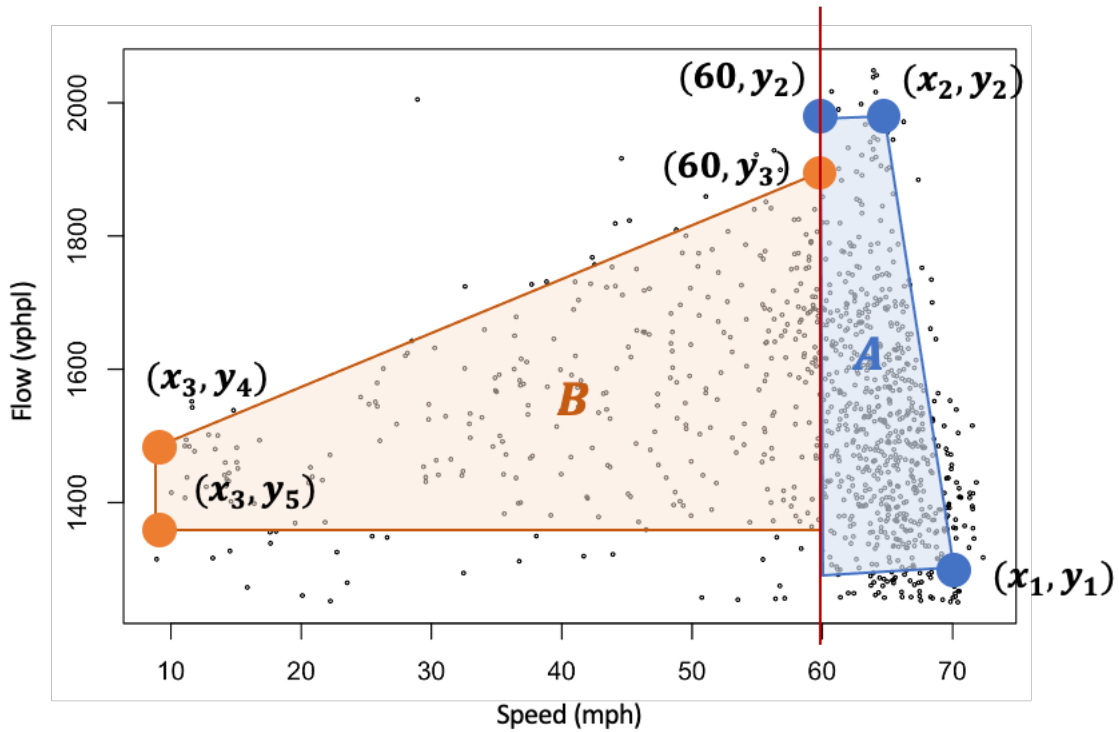 (60, y₂)
(x₂, y₂)
(60, y₃)
(x₃, y₄)
(x₃, y₅)
(x₁, y₁)
A
B
Flow (vphpl)
2000
1800
1600
1400
10 20 30 40 50 60 70
Speed (mph)